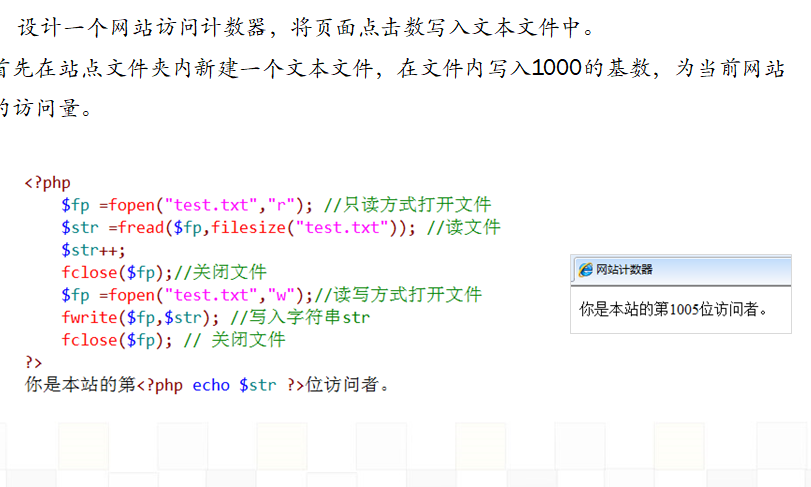 设计一个网站访问计数器，将页面点击数写入文本文件中。
首先在站点文件夹内新建一个文本文件，在文件内写入1000的基数，为当前网站
的访问量。
<?php
$fp =fopen("test.txt","r"); //只读方式打开文件
$str =fread($fp,filesize("test.txt")); //读文件
$str++;
fclose($fp);//关闭文件
$fp =fopen("test.txt","w");//读写方式打开文件
fwrite($fp,$str); //写入字符串str
fclose($fp); // 关闭文件
?>
你是本站的第<?php echo $str ?>位访问者。
网站计数器
你是本站的第1005位访问者。